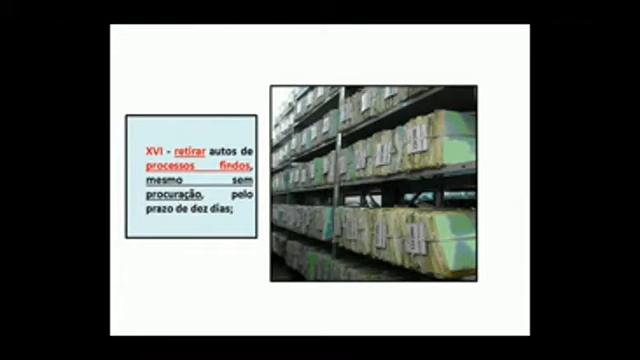 XVI - retirar autos de
processos findos,
mesmo sem
procuração, pelo
prazo de dez dias;